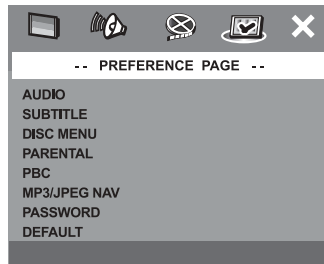 -- PREFERENCE PAGE --
AUDIO
SUBTITLE
DISC MENU
PARENTAL
PBC
MP3/JPEG NAV
PASSWORD
DEFAULT